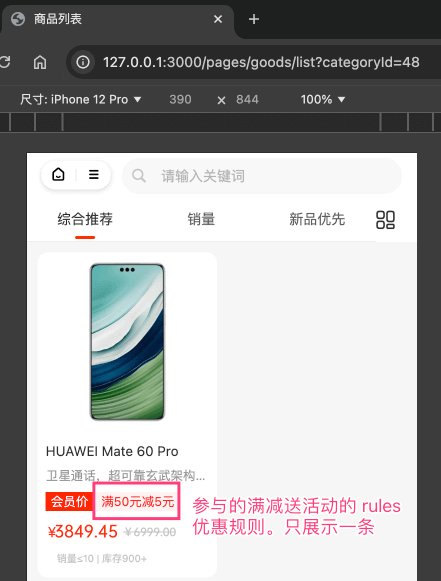 商品列表
127.0.0.1:3000/pages/goods/list?categoryId=48
尺寸: iPhone 12 Pro 390 × 844 100%
请输入关键词
综合推荐 销量 新品优先
HUAWEI Mate 60 Pro
卫星通话，超可靠玄武架构...
会员价 满50元减5元
¥3849.45 ¥6999.00
销量≤10 | 库存900+
参与的满减送活动的 rules
优惠规则。只展示一条